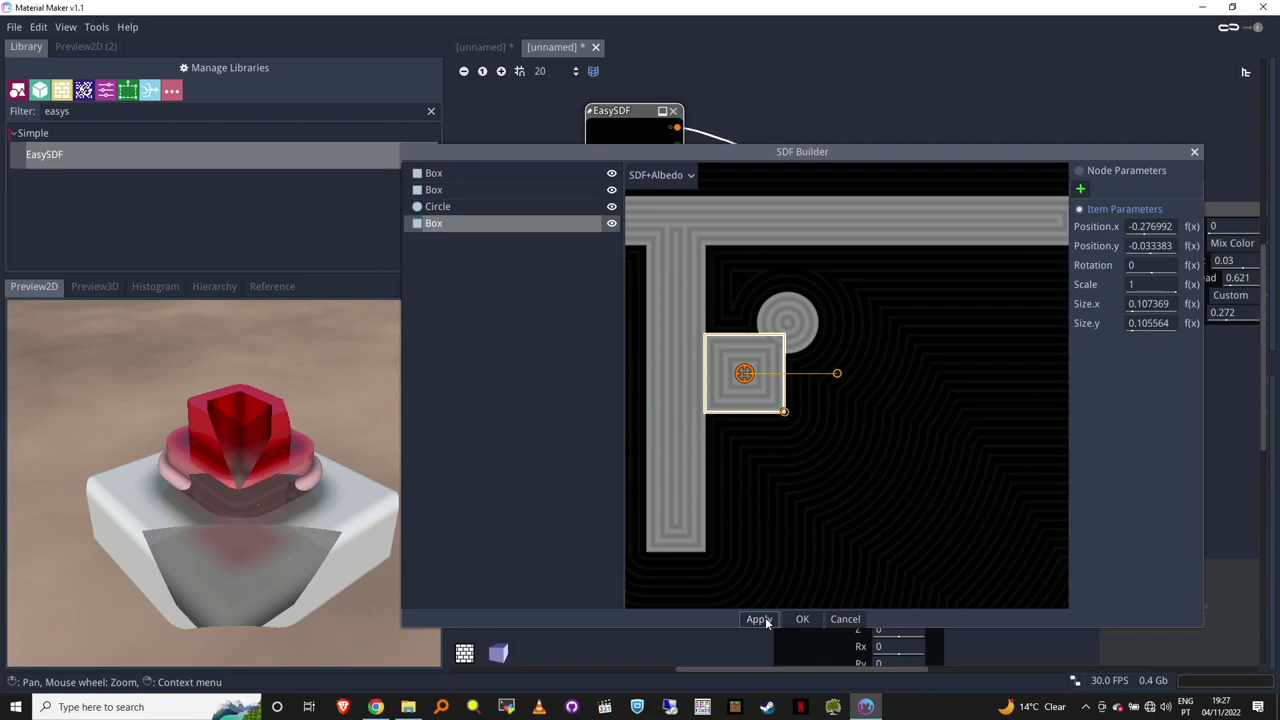 Material Maker v1.1
File Edit View Tools Help
Library Preview2D (2)
[unnamed] * [unnamed] *
Manage Libraries
20
Filter: easys
Simple
EasySDF
EasySDF
SDF Builder
Box
Box
Circle
Box
SDF+Albedo
Node Parameters
Item Parameters
Position.x -0.276992 f(x)
Position.y -0.033383 f(x)
Rotation 0 f(x)
Scale 1 f(x)
Size.x 0.107369 f(x)
Size.y 0.105564 f(x)
0
Mix Color
0.03
ead 0.621
Custom
0.272
Preview2D Preview3D Histogram Hierarchy Reference
Apply OK Cancel
Z 0
Rx 0
Ry 0
: Pan, Mouse wheel: Zoom, : Context menu
30.0 FPS 0.4 Gb
Type here to search
14°C Clear
ENG
PT
19:27
04/11/2022